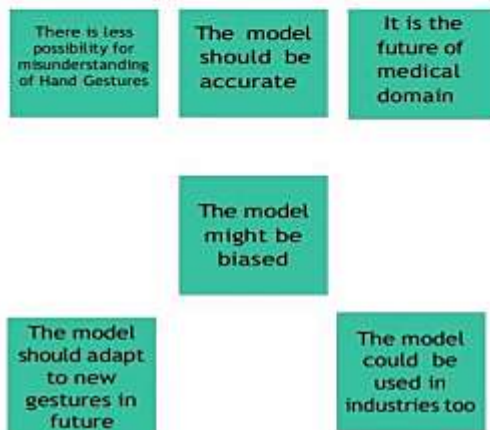 There is less
possibility for
misunderstanding
of Hand Gestures
The model
should be
accurate
It is the
future of
medical
domain
The model
might be
biased
The model
should adapt
to new
gestures in
future
The model
could be
used in
industries too